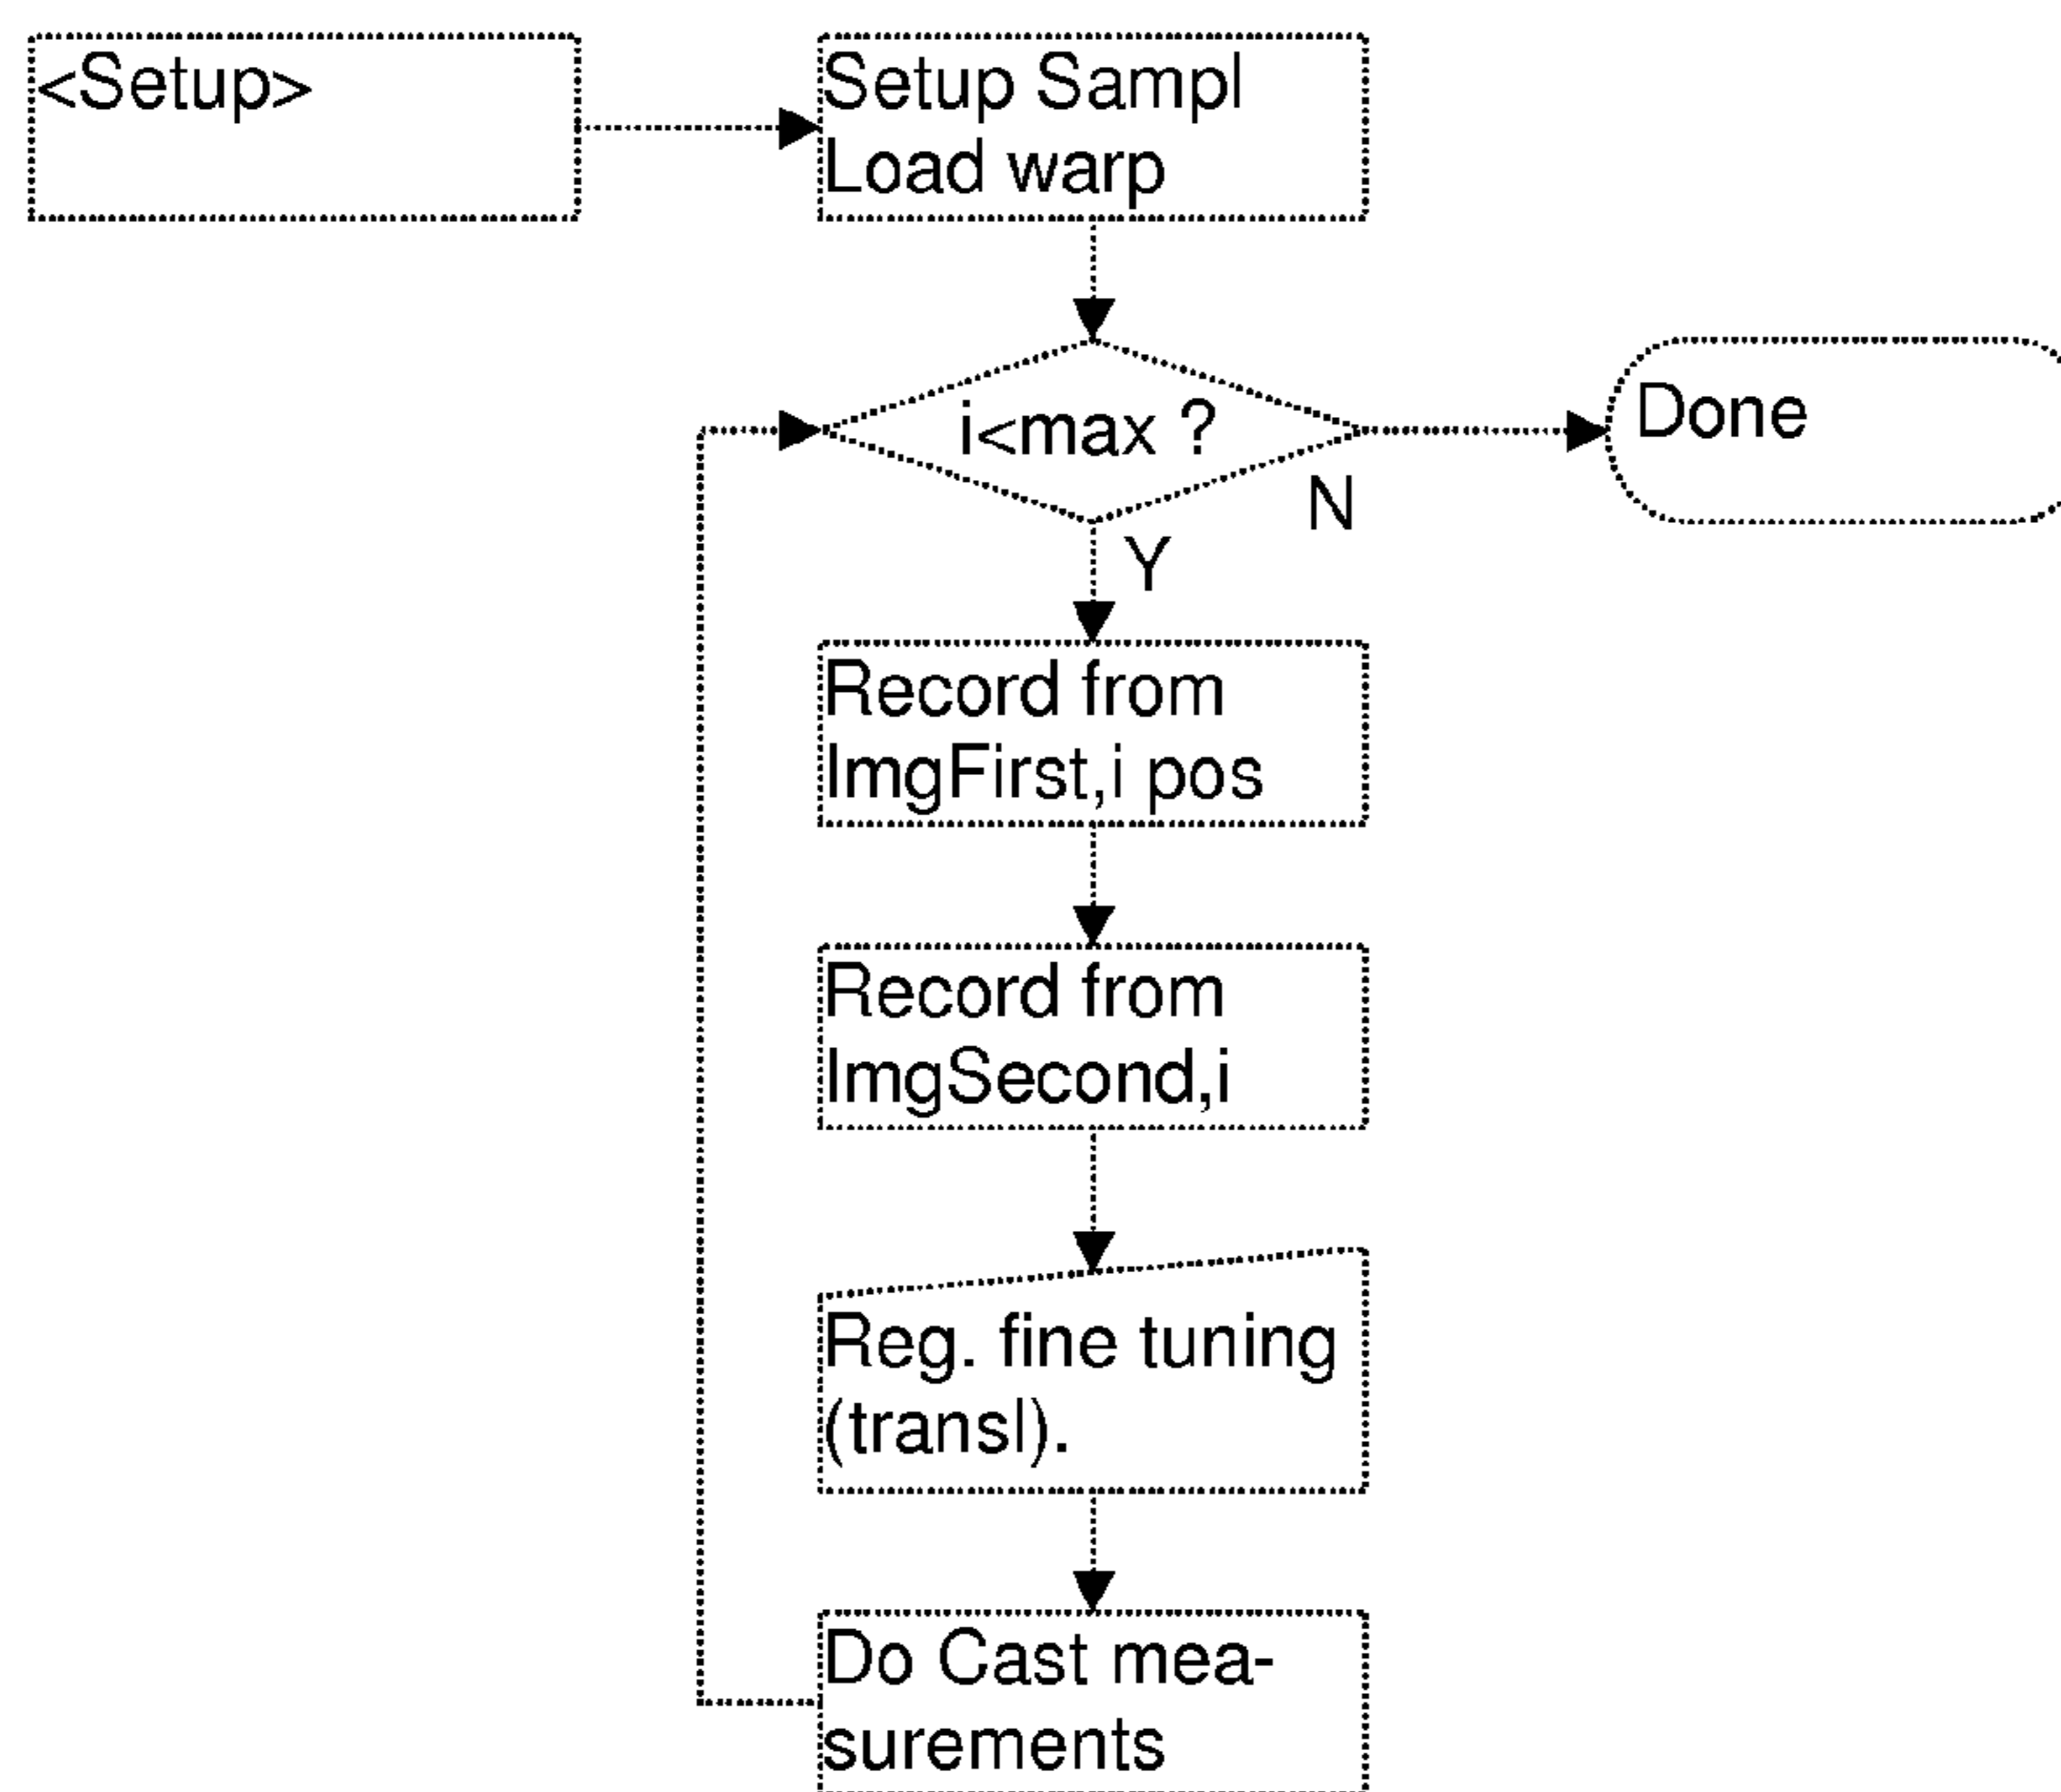 <Setup>
Setup Sampl
Load warp
i<max ?
Done
N
Y
Record from
ImgFirst,i pos
Record from
ImgSecond,i
Reg. fine tuning
(transl).
Do Cast mea-
surements